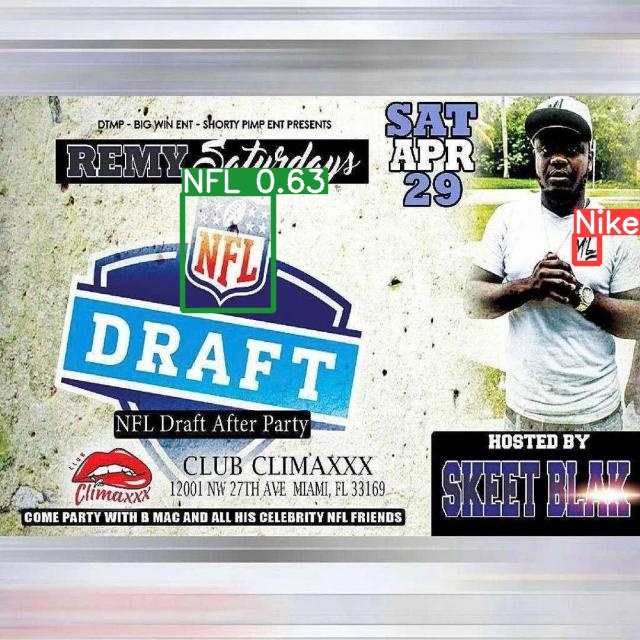 DTMP - BIG WIN ENT - SHORTY PIMP ENT PRESENTS
REMY Saturdays
SAT
APR
29
NFL 0.63
NFL
Nike
DRAFT
NFL Draft After Party
CLUB
Climaxxx
CLUB CLIMAXXX
12001 NW 27TH AVE MIAMI, FL 33169
COME PARTY WITH B MAC AND ALL HIS CELEBRITY NFL FRIENDS
HOSTED BY
SKEET BLAK